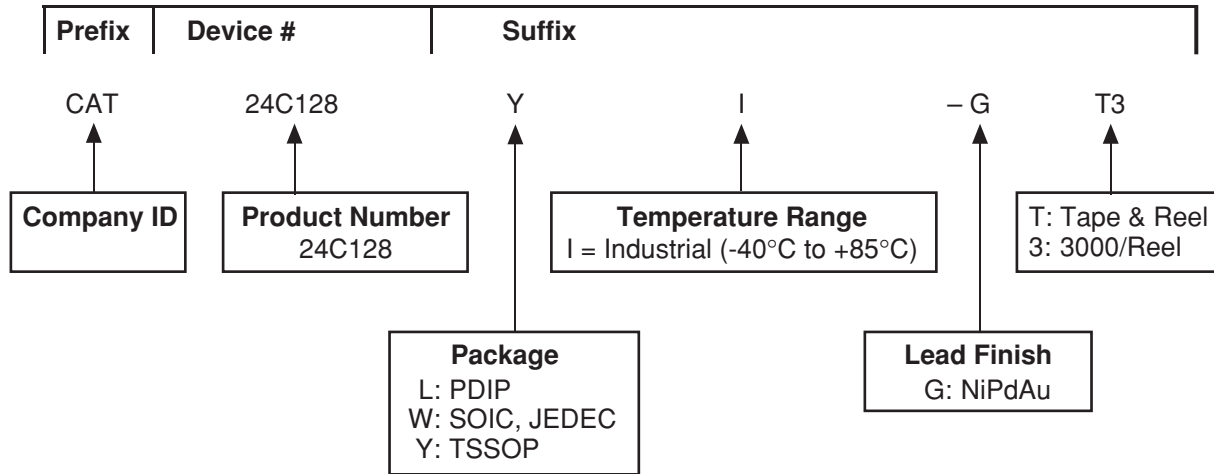 Prefix Device # Suffix
CAT 24C128 Y I – G T3
Company ID
Product Number
24C128
Temperature Range
I = Industrial (-40°C to +85°C)
T: Tape & Reel
3: 3000/Reel
Package
L: PDIP
W: SOIC, JEDEC
Y: TSSOP
Lead Finish
G: NiPdAu